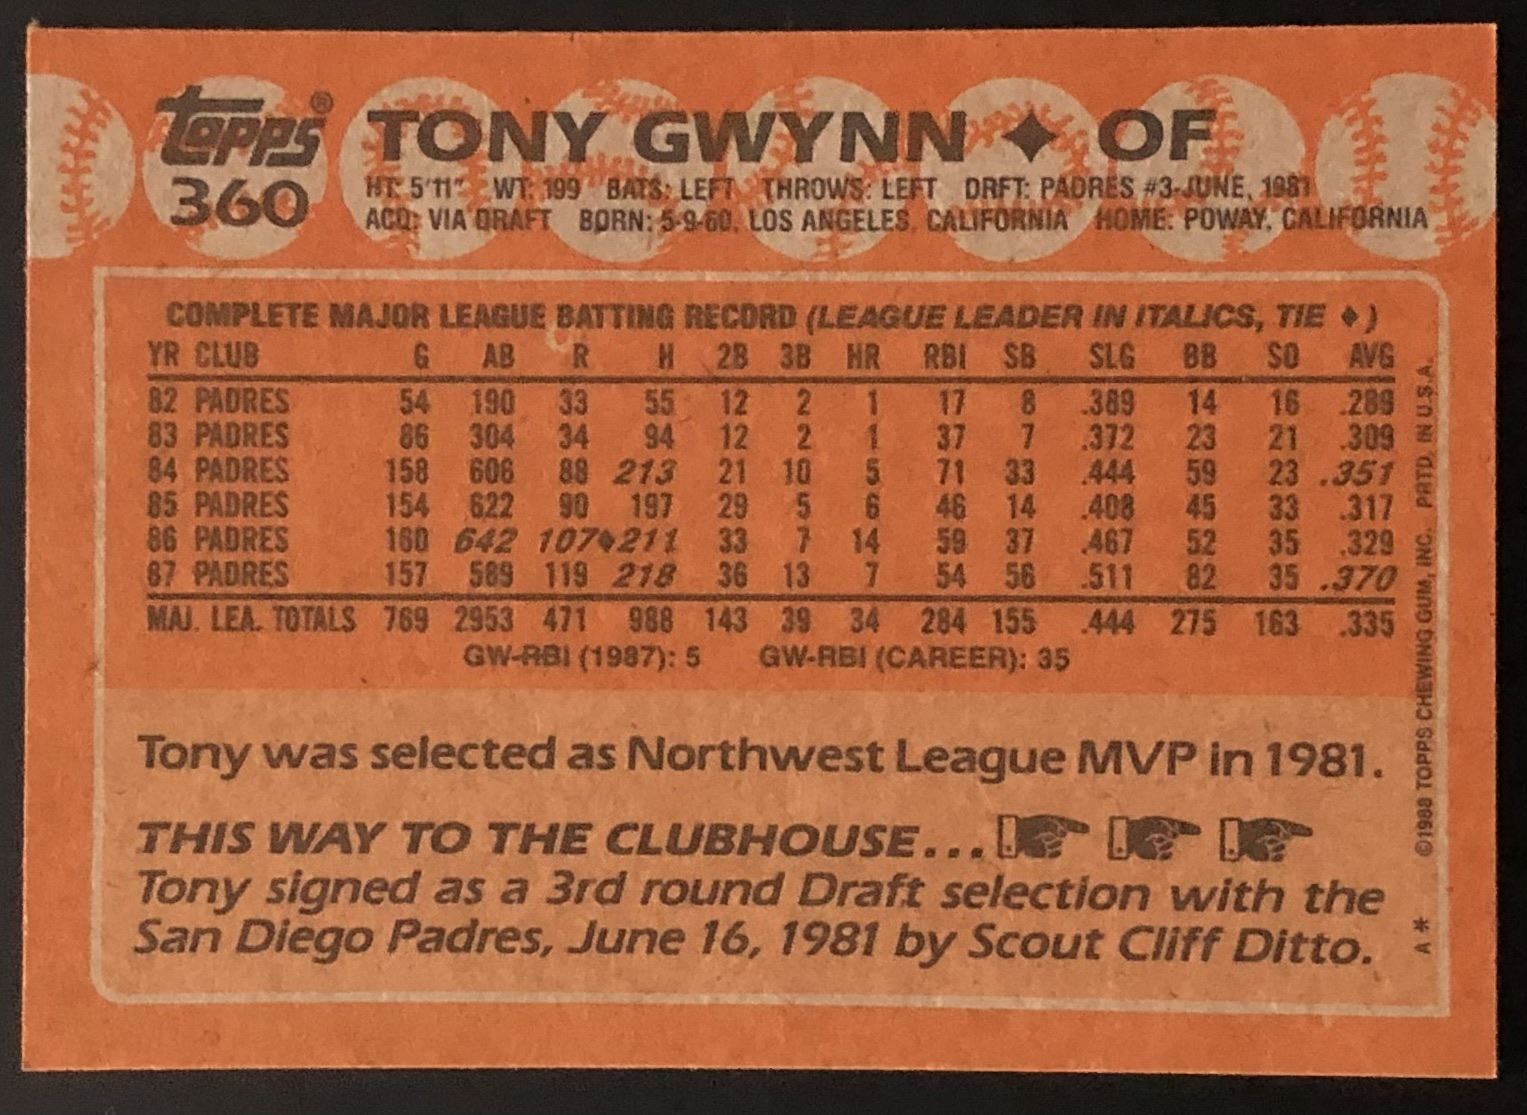 topps® TONY GWYNN ✦ OF
360 HT: 5'11" WT: 199 BATS: LEFT THROWS: LEFT DRFT: PADRES #3-JUNE, 1981
ACQ: VIA DRAFT BORN: 5-9-60, LOS ANGELES, CALIFORNIA HOME: POWAY, CALIFORNIA
COMPLETE MAJOR LEAGUE BATTING RECORD (LEAGUE LEADER IN ITALICS, TIE ♦)
YR CLUB G AB R H 2B 3B HR RBI SB SLG BB SO AVG
82 PADRES 54 190 33 55 12 2 1 17 8 .389 14 16 .289
83 PADRES 86 304 34 94 12 2 1 37 7 .372 23 21 .309
84 PADRES 158 606 88 213 21 10 5 71 33 .444 59 23 .351
85 PADRES 154 622 90 197 29 5 6 46 14 .408 45 33 .317
86 PADRES 160 642 107♦211 33 7 14 59 37 .467 52 35 .329
87 PADRES 157 589 119 218 36 13 7 54 56 .511 82 35 .370
MAJ. LEA. TOTALS 769 2953 471 988 143 39 34 284 155 .444 275 163 .335
GW-RBI (1987): 5 GW-RBI (CAREER): 35
Tony was selected as Northwest League MVP in 1981.
THIS WAY TO THE CLUBHOUSE...
Tony signed as a 3rd round Draft selection with the
San Diego Padres, June 16, 1981 by Scout Cliff Ditto.
A * ©1988 TOPPS CHEWING GUM, INC. PRTD. IN U.S.A.